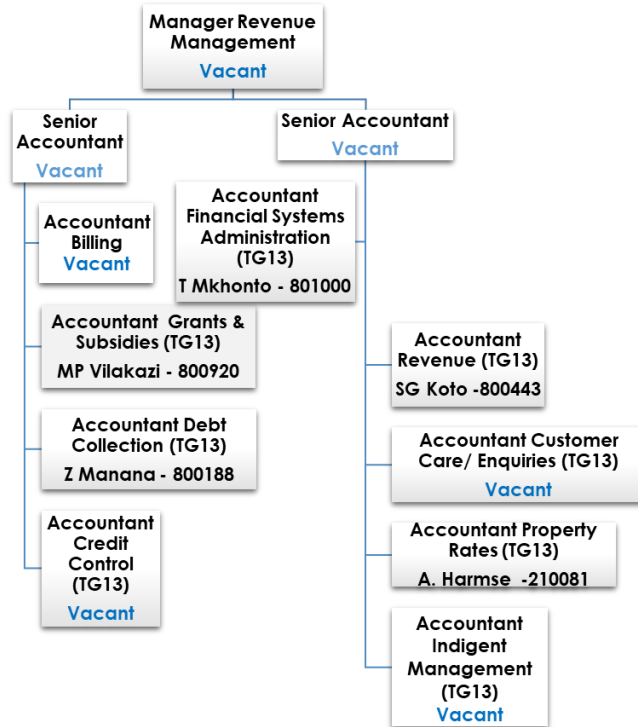 Manager Revenue
Management
Vacant
Senior
Accountant
Vacant
Senior Accountant
Vacant
Accountant
Billing
Vacant
Accountant Grants &
Subsidies (TG13)
MP Vilakazi - 800920
Accountant Debt
Collection (TG13)
Z Manana - 800188
Accountant
Credit
Control
(TG13)
Vacant
Accountant
Financial Systems
Administration
(TG13)
T Mkhonto - 801000
Accountant
Revenue (TG13)
SG Koto -800443
Accountant Customer
Care/ Enquiries (TG13)
Vacant
Accountant Property
Rates (TG13)
A. Harmse -210081
Accountant
Indigent
Management
(TG13)
Vacant